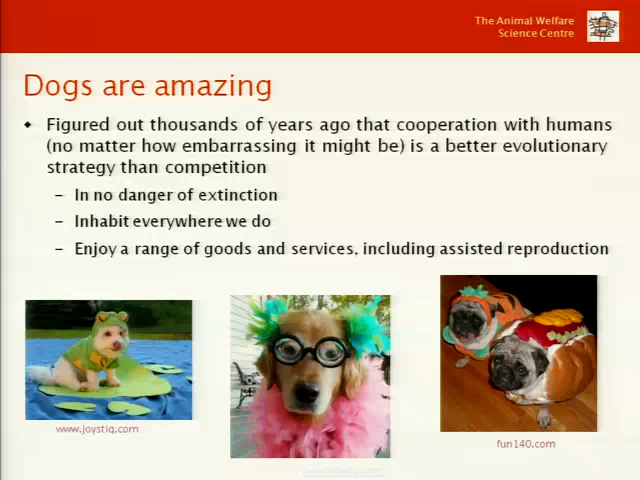 The Animal Welfare
Science Centre
Dogs are amazing
Figured out thousands of years ago that cooperation with humans
(no matter how embarrassing it might be) is a better evolutionary
strategy than competition
– In no danger of extinction
– Inhabit everywhere we do
– Enjoy a range of goods and services, including assisted reproduction
www.joystiq.com
fun140.com